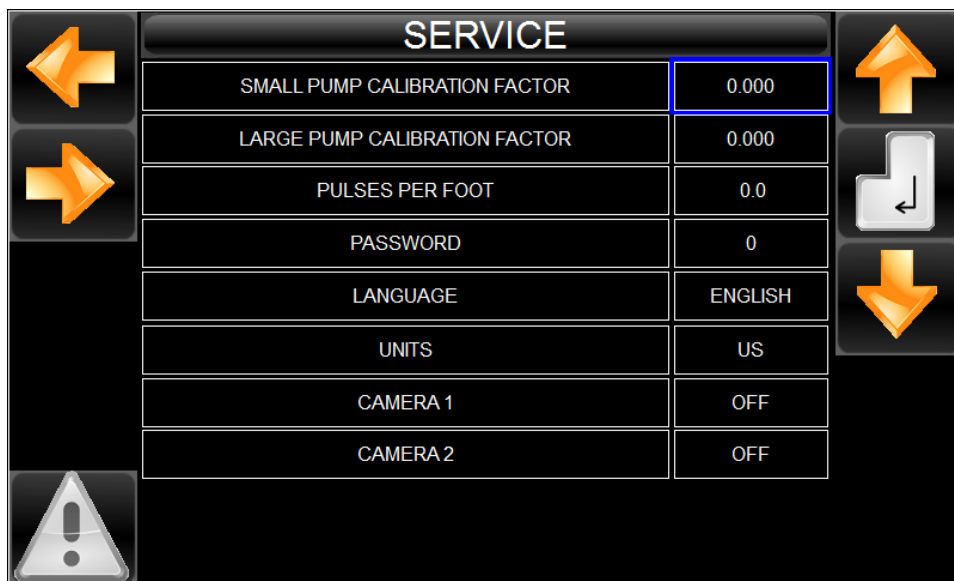 SERVICE
SMALL PUMP CALIBRATION FACTOR 0.000
LARGE PUMP CALIBRATION FACTOR 0.000
PULSES PER FOOT 0.0
PASSWORD 0
LANGUAGE ENGLISH
UNITS US
CAMERA 1 OFF
CAMERA 2 OFF